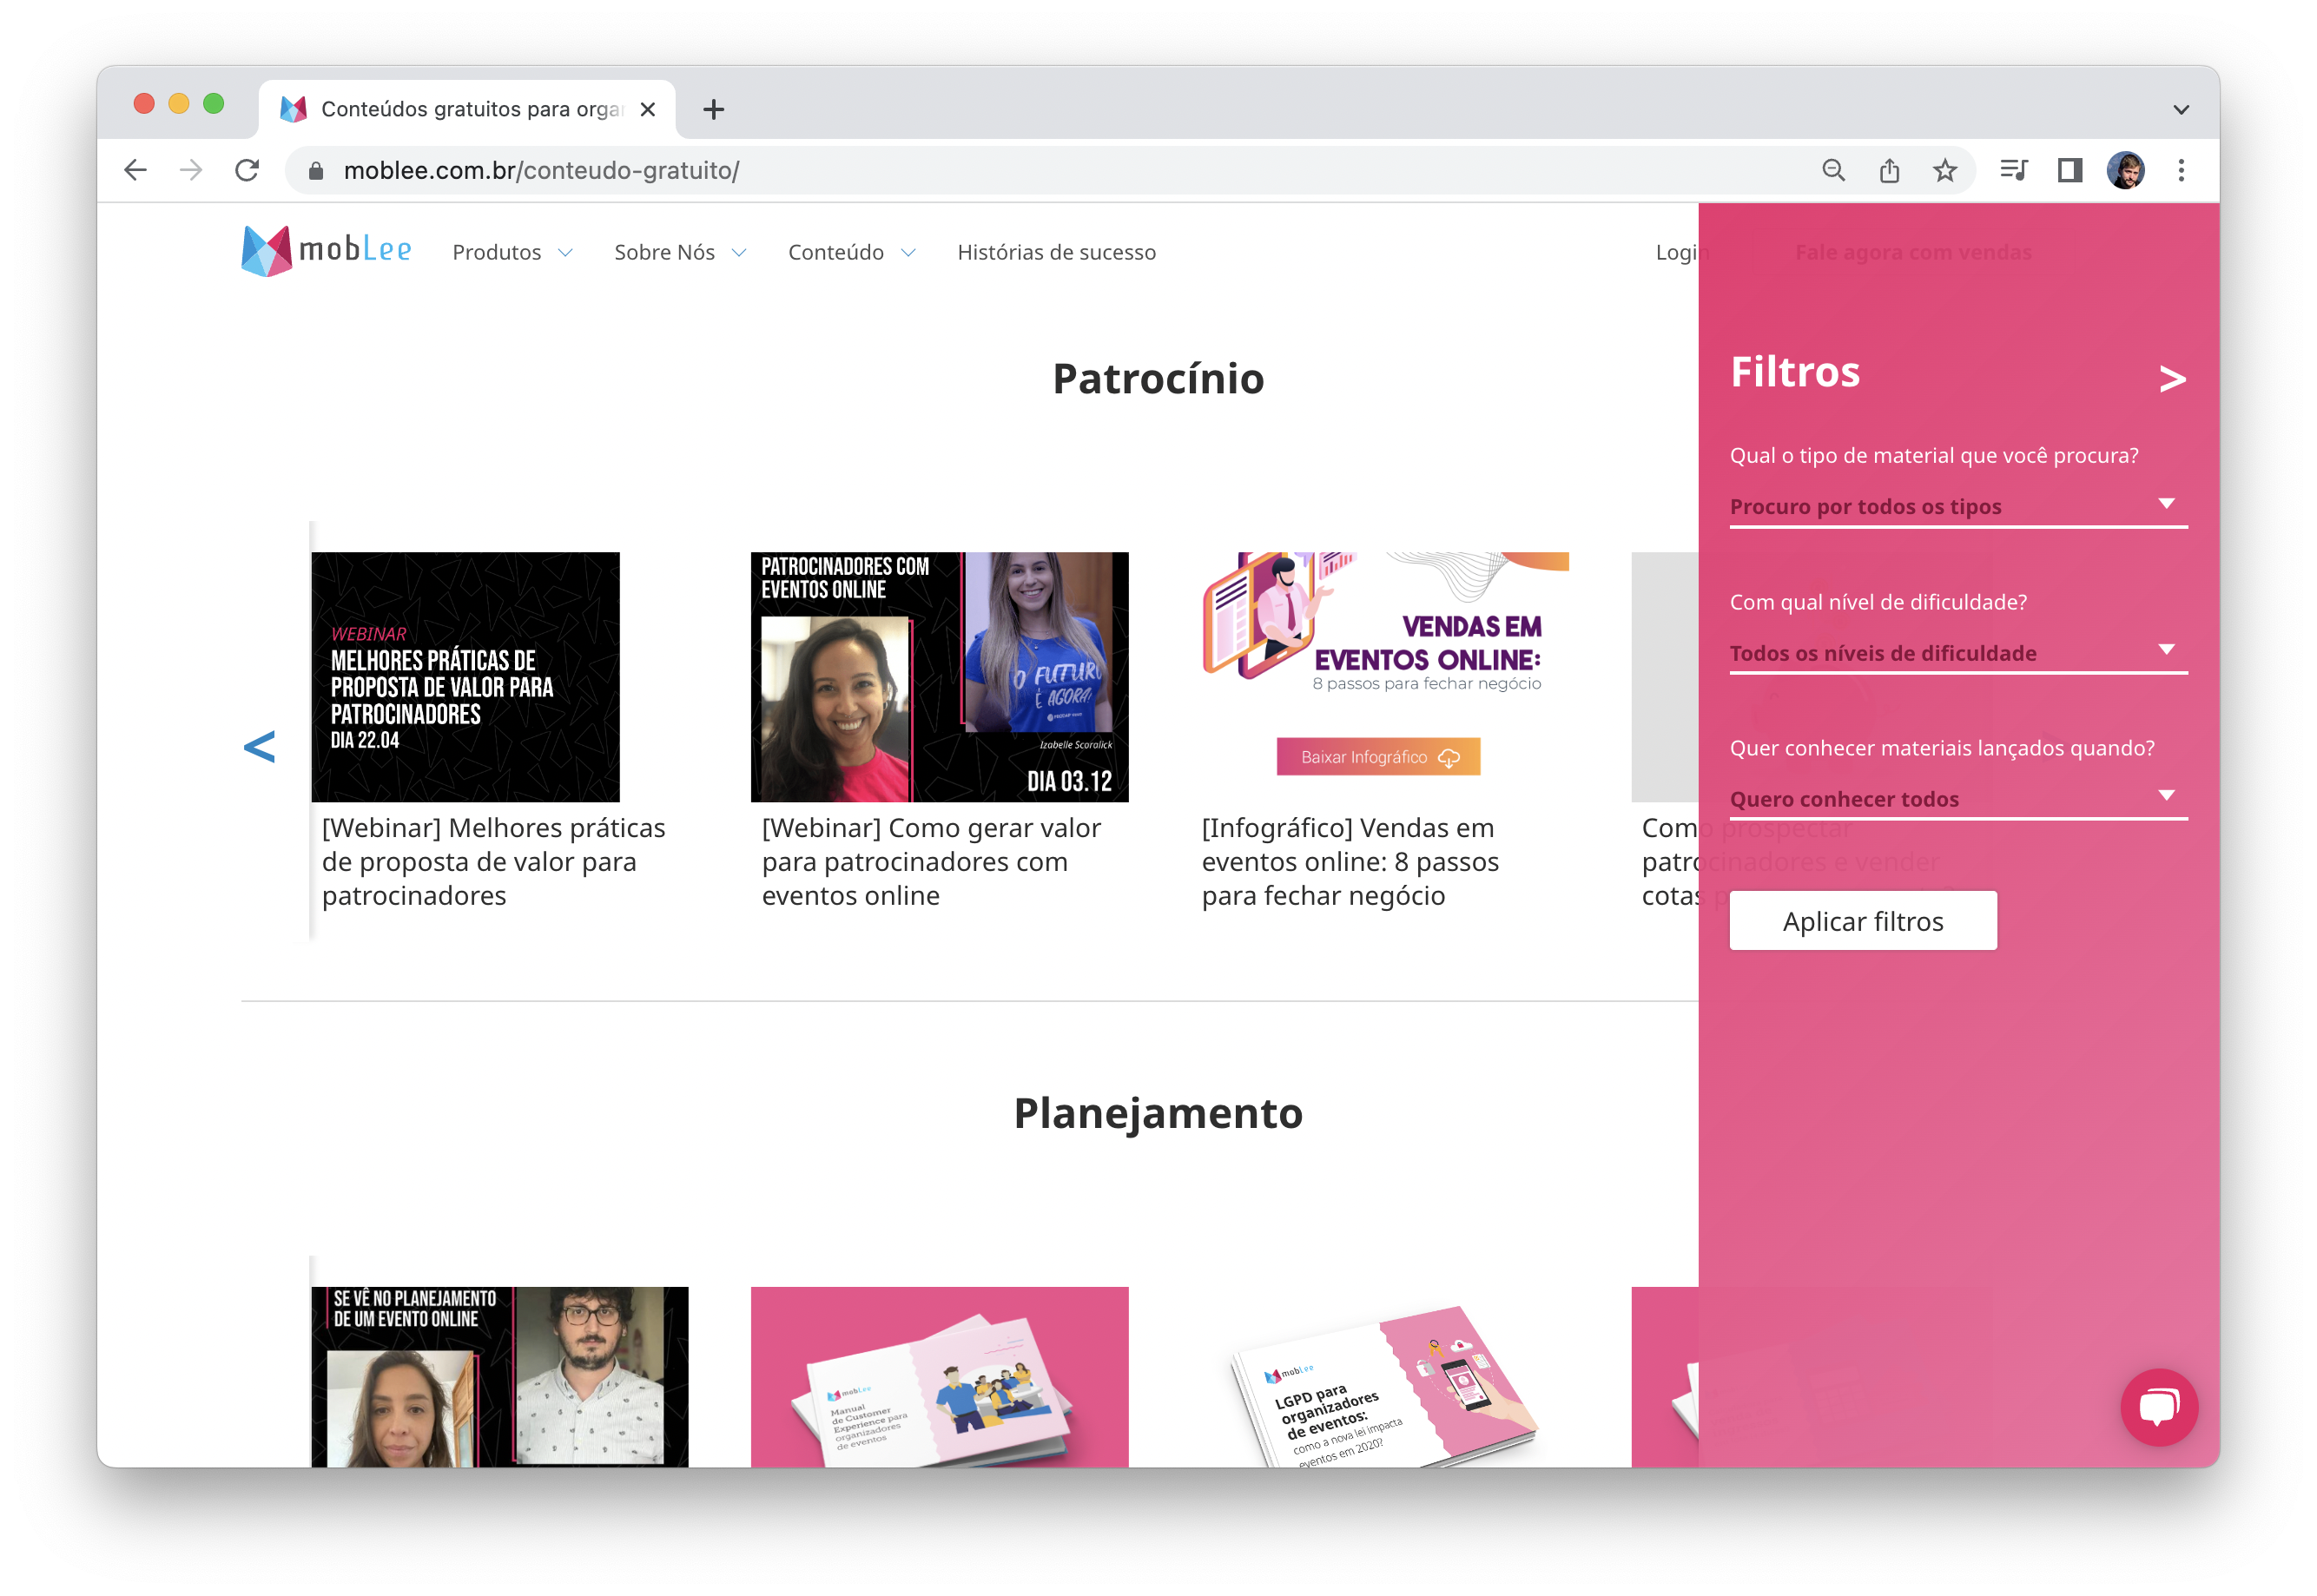 Conteúdos gratuitos para orga
moblee.com.br/conteudo-gratuito/
mobLee
Produtos
Sobre Nós
Conteúdo
Histórias de sucesso
Login
Fale agora com vendas
Patrocínio
WEBINAR
MELHORES PRÁTICAS DE
PROPOSTA DE VALOR PARA
PATROCINADORES
DIA 22.04
[Webinar] Melhores práticas
de proposta de valor para
patrocinadores
PATROCINADORES COM
EVENTOS ONLINE
O FUTURO
É AGORA!
Izabelle Scoralick
DIA 03.12
[Webinar] Como gerar valor
para patrocinadores com
eventos online
VENDAS EM
EVENTOS ONLINE:
8 passos para fechar negócio
Baixar Infográfico
[Infográfico] Vendas em
eventos online: 8 passos
para fechar negócio
Como prospectar
patrocinadores e vender
cotas
Filtros
>
Qual o tipo de material que você procura?
Procuro por todos os tipos
Com qual nível de dificuldade?
Todos os níveis de dificuldade
Quer conhecer materiais lançados quando?
Quero conhecer todos
Aplicar filtros
<
Planejamento
SE VÊ NO PLANEJAMENTO
DE UM EVENTO ONLINE
mobLee
Manual
de Customer
Experience para
organizadores
de eventos
mobLee
LGPD para
organizadores
de eventos:
como a nova lei impacta
eventos em 2020?